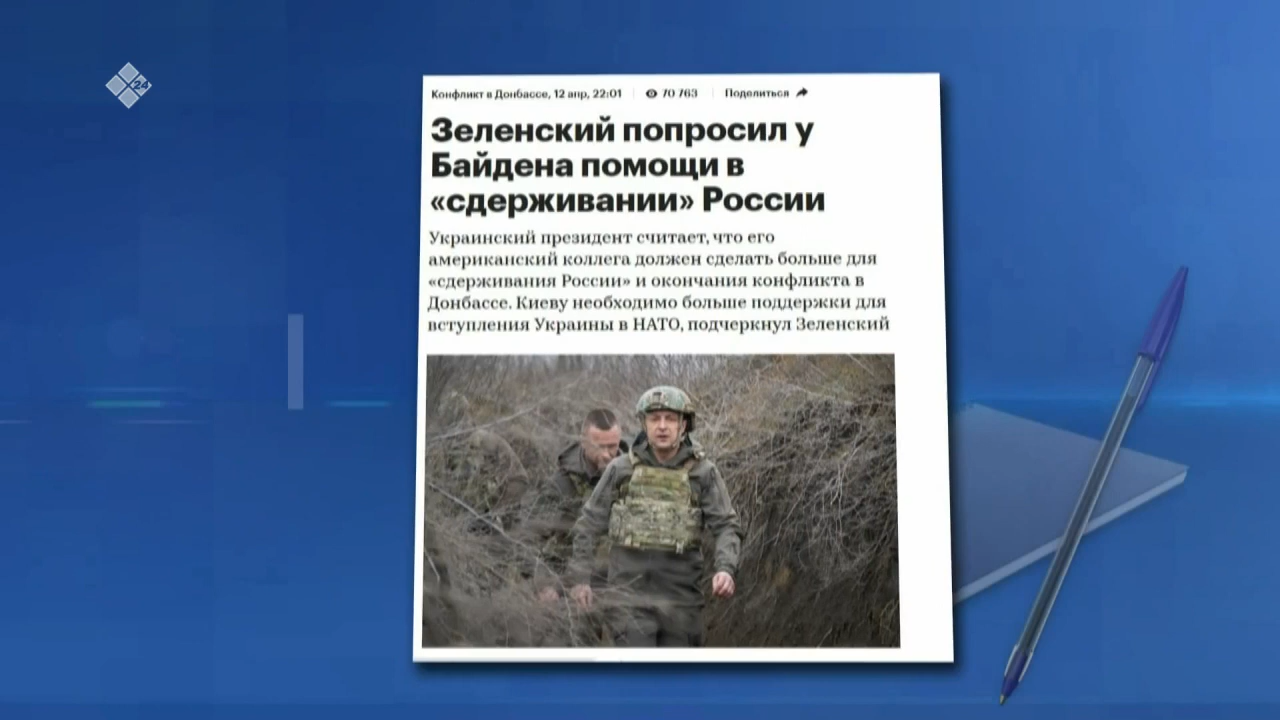 24
Конфликт в Донбассе, 12 апр, 22:01 70 763 Поделиться
Зеленский попросил у
Байдена помощи в
«сдерживании» России
Украинский президент считает, что его
американский коллега должен сделать больше для
«сдерживания России» и окончания конфликта в
Донбассе. Киеву необходимо больше поддержки для
вступления Украины в НАТО, подчеркнул Зеленский